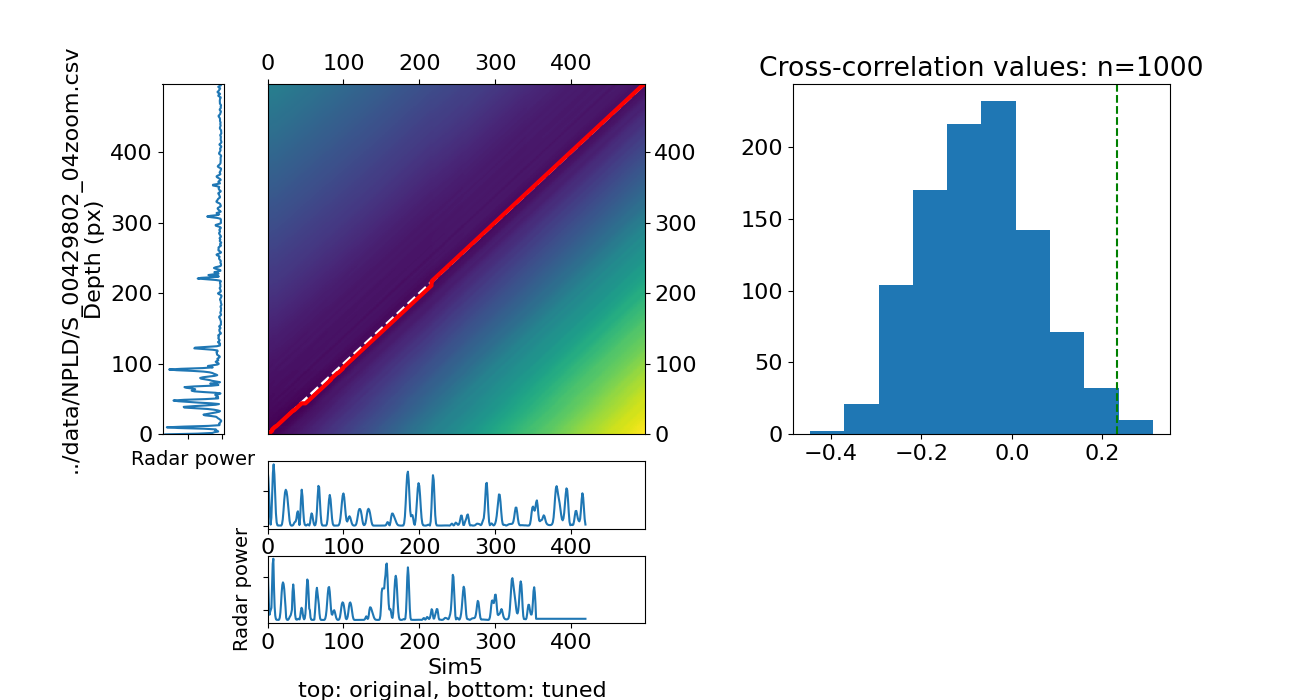 0 100 200 300 400
Cross-correlation values: n=1000
../data/NPLD/S_00429802_04zoom.csv
Depth (px)
400
300
200
100
0
400
300
200
100
0
200
150
100
50
0
−0.4 −0.2 0.0 0.2
Radar power
0 100 200 300 400
Radar power
0 100 200 300 400
Sim5
top: original, bottom: tuned